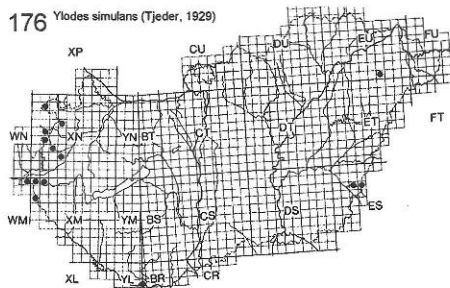 176 Ylodes simulans (Tjeder, 1929)
XP CU DU EU FU
WN XN YN BT CT DT ET FT
WM XM YM BS CS DS ES
XL YL BR CR